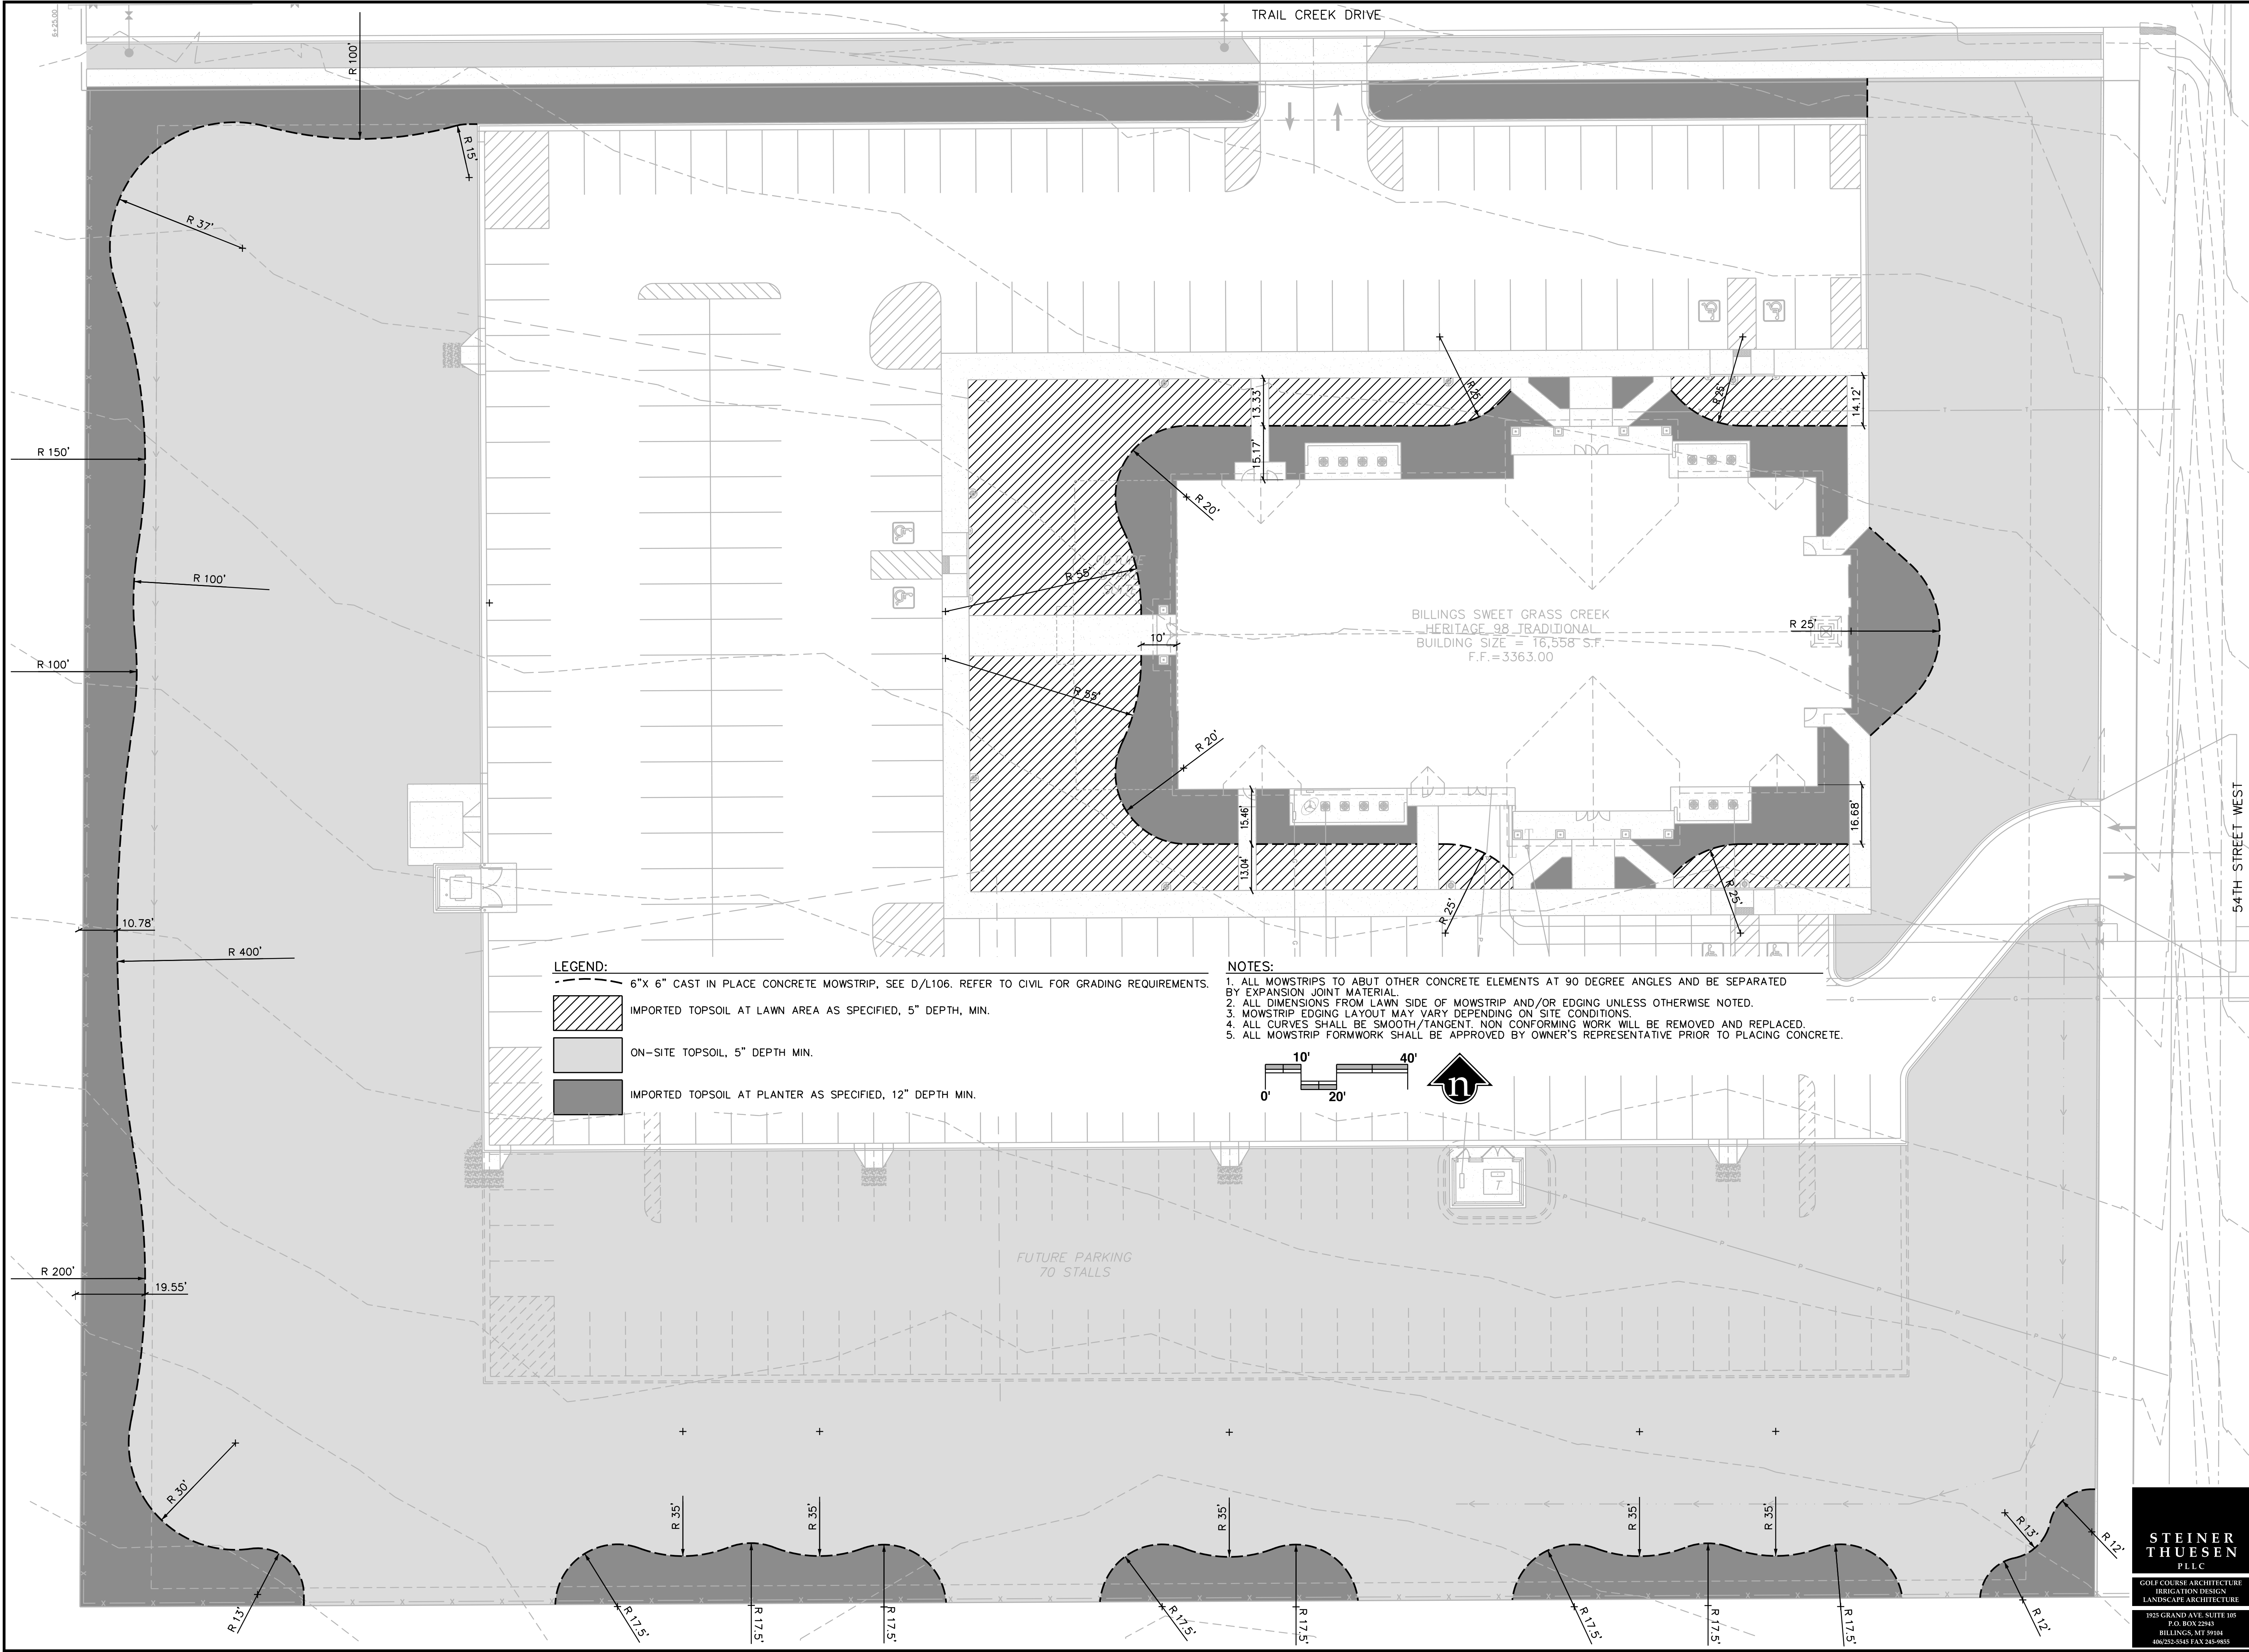 TRAIL CREEK DRIVE
6+25.00
R 100'
R 15'
R 37'
R 150'
R 100'
R 100'
10.78'
R 400'
R 200'
19.55'
R 30'
R 13'
13.33'
15.17'
R 25'
R 25'
14.12'
R 20'
R 55'
10'
R 55'
R 20'
BILLINGS SWEET GRASS CREEK
HERITAGE 98 TRADITIONAL
BUILDING SIZE = 16,558 S.F.
F.F.=3363.00
R 25'
15.46'
13.04'
16.68'
R 25'
R 25'
54TH STREET WEST
T T T
G G G G
LEGEND:
6"X 6" CAST IN PLACE CONCRETE MOWSTRIP, SEE D/L106. REFER TO CIVIL FOR GRADING REQUIREMENTS.
IMPORTED TOPSOIL AT LAWN AREA AS SPECIFIED, 5" DEPTH, MIN.
ON-SITE TOPSOIL, 5" DEPTH MIN.
IMPORTED TOPSOIL AT PLANTER AS SPECIFIED, 12" DEPTH MIN.
NOTES:
1. ALL MOWSTRIPS TO ABUT OTHER CONCRETE ELEMENTS AT 90 DEGREE ANGLES AND BE SEPARATED
BY EXPANSION JOINT MATERIAL.
2. ALL DIMENSIONS FROM LAWN SIDE OF MOWSTRIP AND/OR EDGING UNLESS OTHERWISE NOTED.
3. MOWSTRIP EDGING LAYOUT MAY VARY DEPENDING ON SITE CONDITIONS.
4. ALL CURVES SHALL BE SMOOTH/TANGENT. NON CONFORMING WORK WILL BE REMOVED AND REPLACED.
5. ALL MOWSTRIP FORMWORK SHALL BE APPROVED BY OWNER'S REPRESENTATIVE PRIOR TO PLACING CONCRETE.
10' 40'
0' 20'
n
T
P P P P P
FUTURE PARKING
70 STALLS
R 35'
R 35'
R 35'
R 35'
R 35'
R 17.5'
R 17.5'
R 17.5'
R 17.5'
R 17.5'
R 17.5'
R 17.5'
R 17.5'
R 13'
R 12'
R 12'
STEINER
THUESEN
PLLC
GOLF COURSE ARCHITECTURE
IRRIGATION DESIGN
LANDSCAPE ARCHITECTURE
1925 GRAND AVE. SUITE 105
P.O. BOX 22943
BILLINGS, MT 59104
406/252-5545 FAX 245-9855